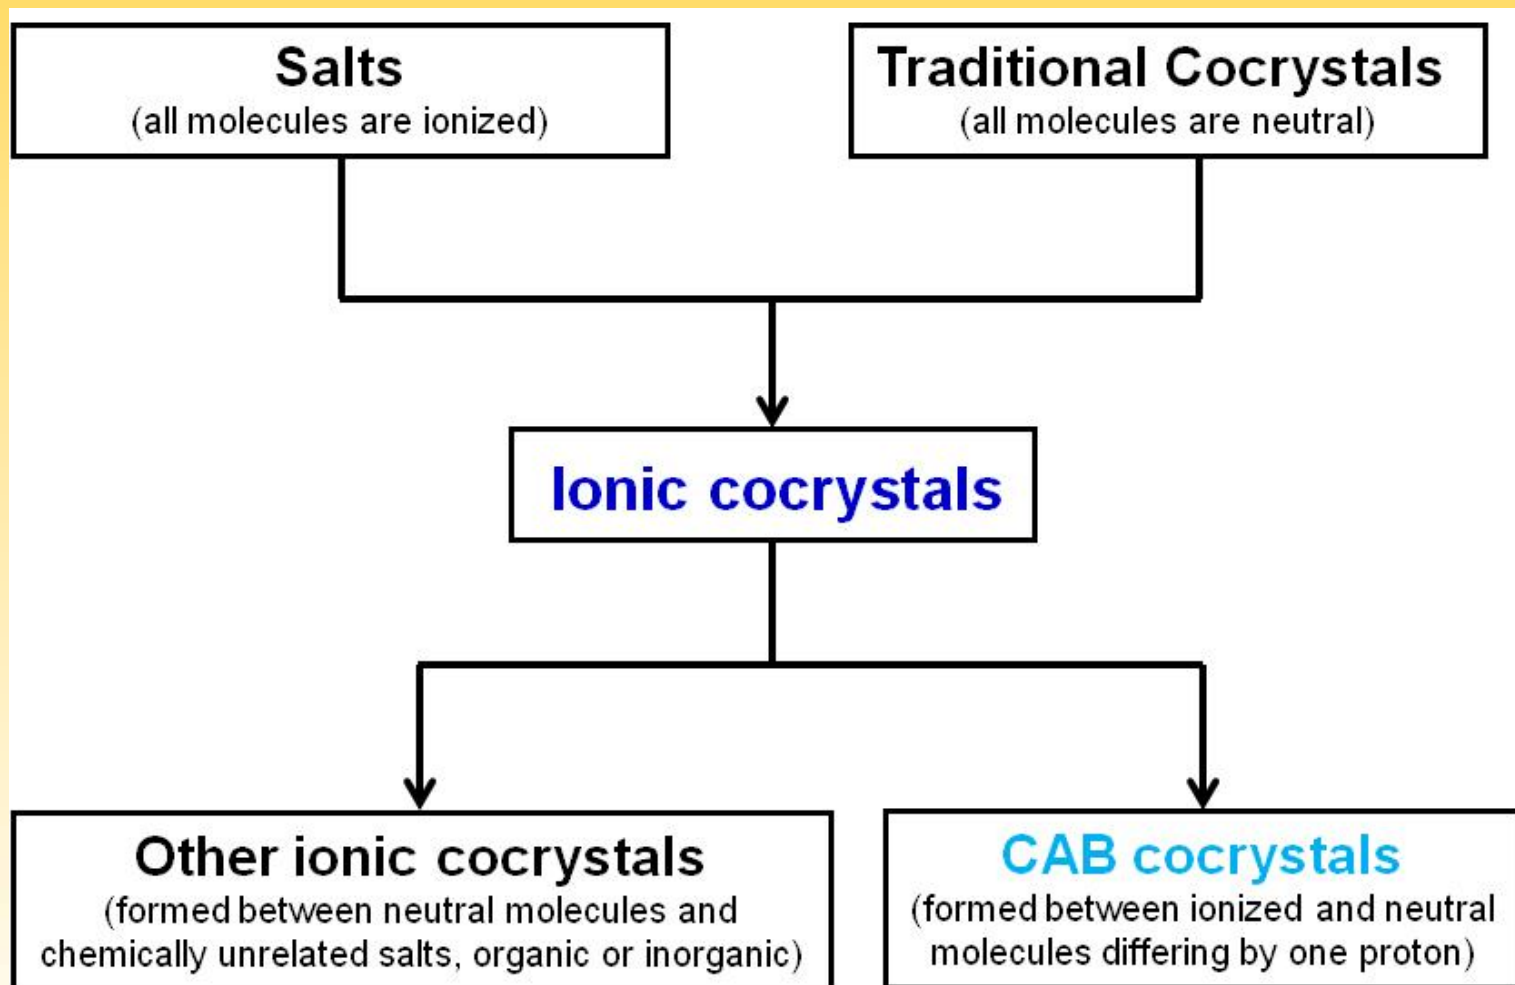 Salts
(all molecules are ionized)
Traditional Cocrystals
(all molecules are neutral)
Ionic cocrystals
Other ionic cocrystals
(formed between neutral molecules and
chemically unrelated salts, organic or inorganic)
CAB cocrystals
(formed between ionized and neutral
molecules differing by one proton)